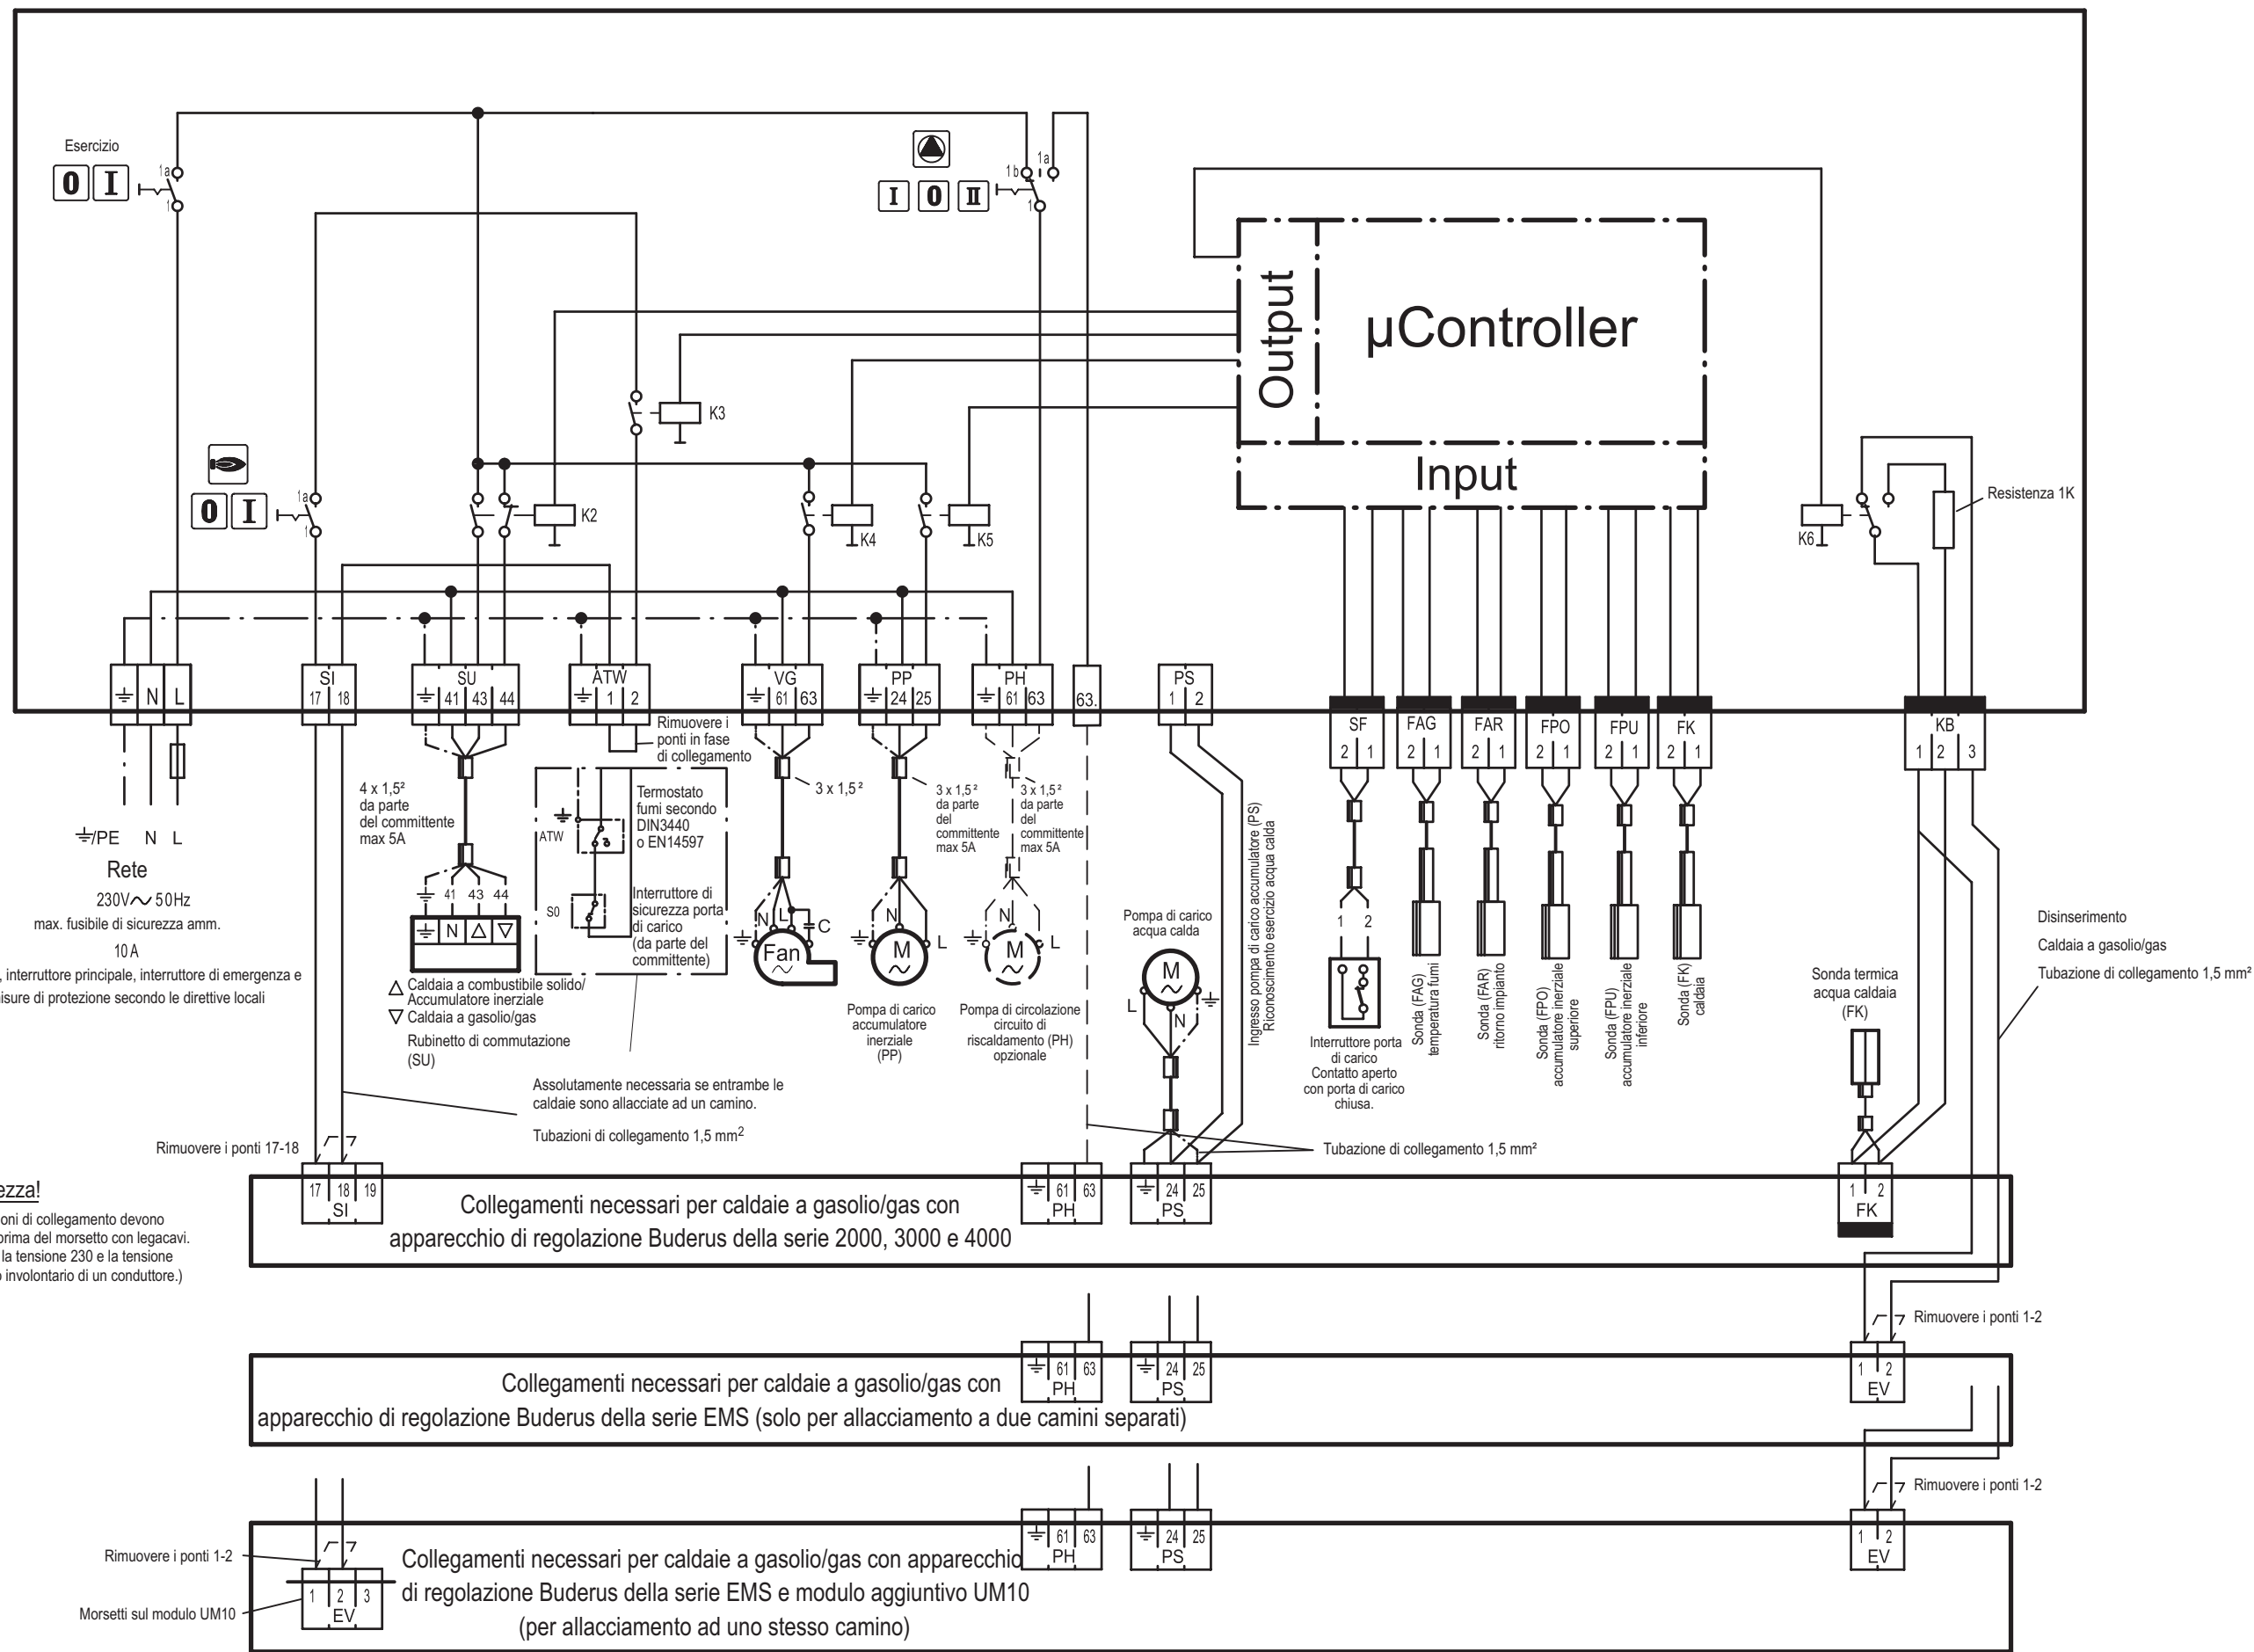 Esercizio
0 I
1a
1
I 0 II
1b
1a
1
Output
µController
Input
0 I
1a
1
K3
K2
K4
K5
K6
Resistenza 1K
N L
SI
17 18
SU
41 43 44
ATW
1 2
VG
61 63
PP
24 25
PH
61 63
63.
PS
1 2
SF
2 1
FAG
2 1
FAR
2 1
FPO
2 1
FPU
2 1
FK
2 1
KB
1 2 3
Rimuovere i
ponti in fase
di collegamento
/PE N L
Rete
230V 50Hz
max. fusibile di sicurezza amm.
10 A
, interruttore principale, interruttore di emergenza e
isure di protezione secondo le direttive locali
4 x 1,5²
da parte
del committente
max 5A
41 43 44
N △ ▽
△ Caldaia a combustibile solido/
Accumulatore inerziale
▽ Caldaia a gasolio/gas
Rubinetto di commutazione
(SU)
ATW
Termostato
fumi secondo
DIN3440
o EN14597
S0
Interruttore di
sicurezza porta
di carico
(da parte del
committente)
3 x 1,5²
N L C
Fan
3 x 1,5²
da parte
del
committente
max 5A
N
M
L
Pompa di carico
accumulatore
inerziale
(PP)
3 x 1,5²
da parte
del
committente
max 5A
N
M
L
Pompa di circolazione
circuito di
riscaldamento (PH)
opzionale
Pompa di carico
acqua calda
M
L
N
Ingresso pompa di carico accumulatore (PS)
Riconoscimento esercizio acqua calda
1 2
Interruttore porta
di carico
Contatto aperto
con porta di carico
chiusa.
Sonda (FAG)
temperatura fumi
Sonda (FAR)
ritorno impianto
Sonda (FPO)
accumulatore inerziale
superiore
Sonda (FPU)
accumulatore inerziale
inferiore
Sonda (FK)
caldaia
Sonda termica
acqua caldaia
(FK)
Disinserimento
Caldaia a gasolio/gas
Tubazione di collegamento 1,5 mm²
Assolutamente necessaria se entrambe le
caldaie sono allacciate ad un camino.
Tubazioni di collegamento 1,5 mm²
Rimuovere i ponti 17-18
Tubazione di collegamento 1,5 mm²
ezza!
oni di collegamento devono
prima del morsetto con legacavi.
la tensione 230 e la tensione
o involontario di un conduttore.)
17 18 19
SI
Collegamenti necessari per caldaie a gasolio/gas con
apparecchio di regolazione Buderus della serie 2000, 3000 e 4000
61 63
PH
24 25
PS
1 2
FK
Rimuovere i ponti 1-2
Collegamenti necessari per caldaie a gasolio/gas con
apparecchio di regolazione Buderus della serie EMS (solo per allacciamento a due camini separati)
61 63
PH
24 25
PS
1 2
EV
Rimuovere i ponti 1-2
Rimuovere i ponti 1-2
Morsetti sul modulo UM10
1 2 3
EV
Collegamenti necessari per caldaie a gasolio/gas con apparecchio
di regolazione Buderus della serie EMS e modulo aggiuntivo UM10
(per allacciamento ad uno stesso camino)
61 63
PH
24 25
PS
1 2
EV